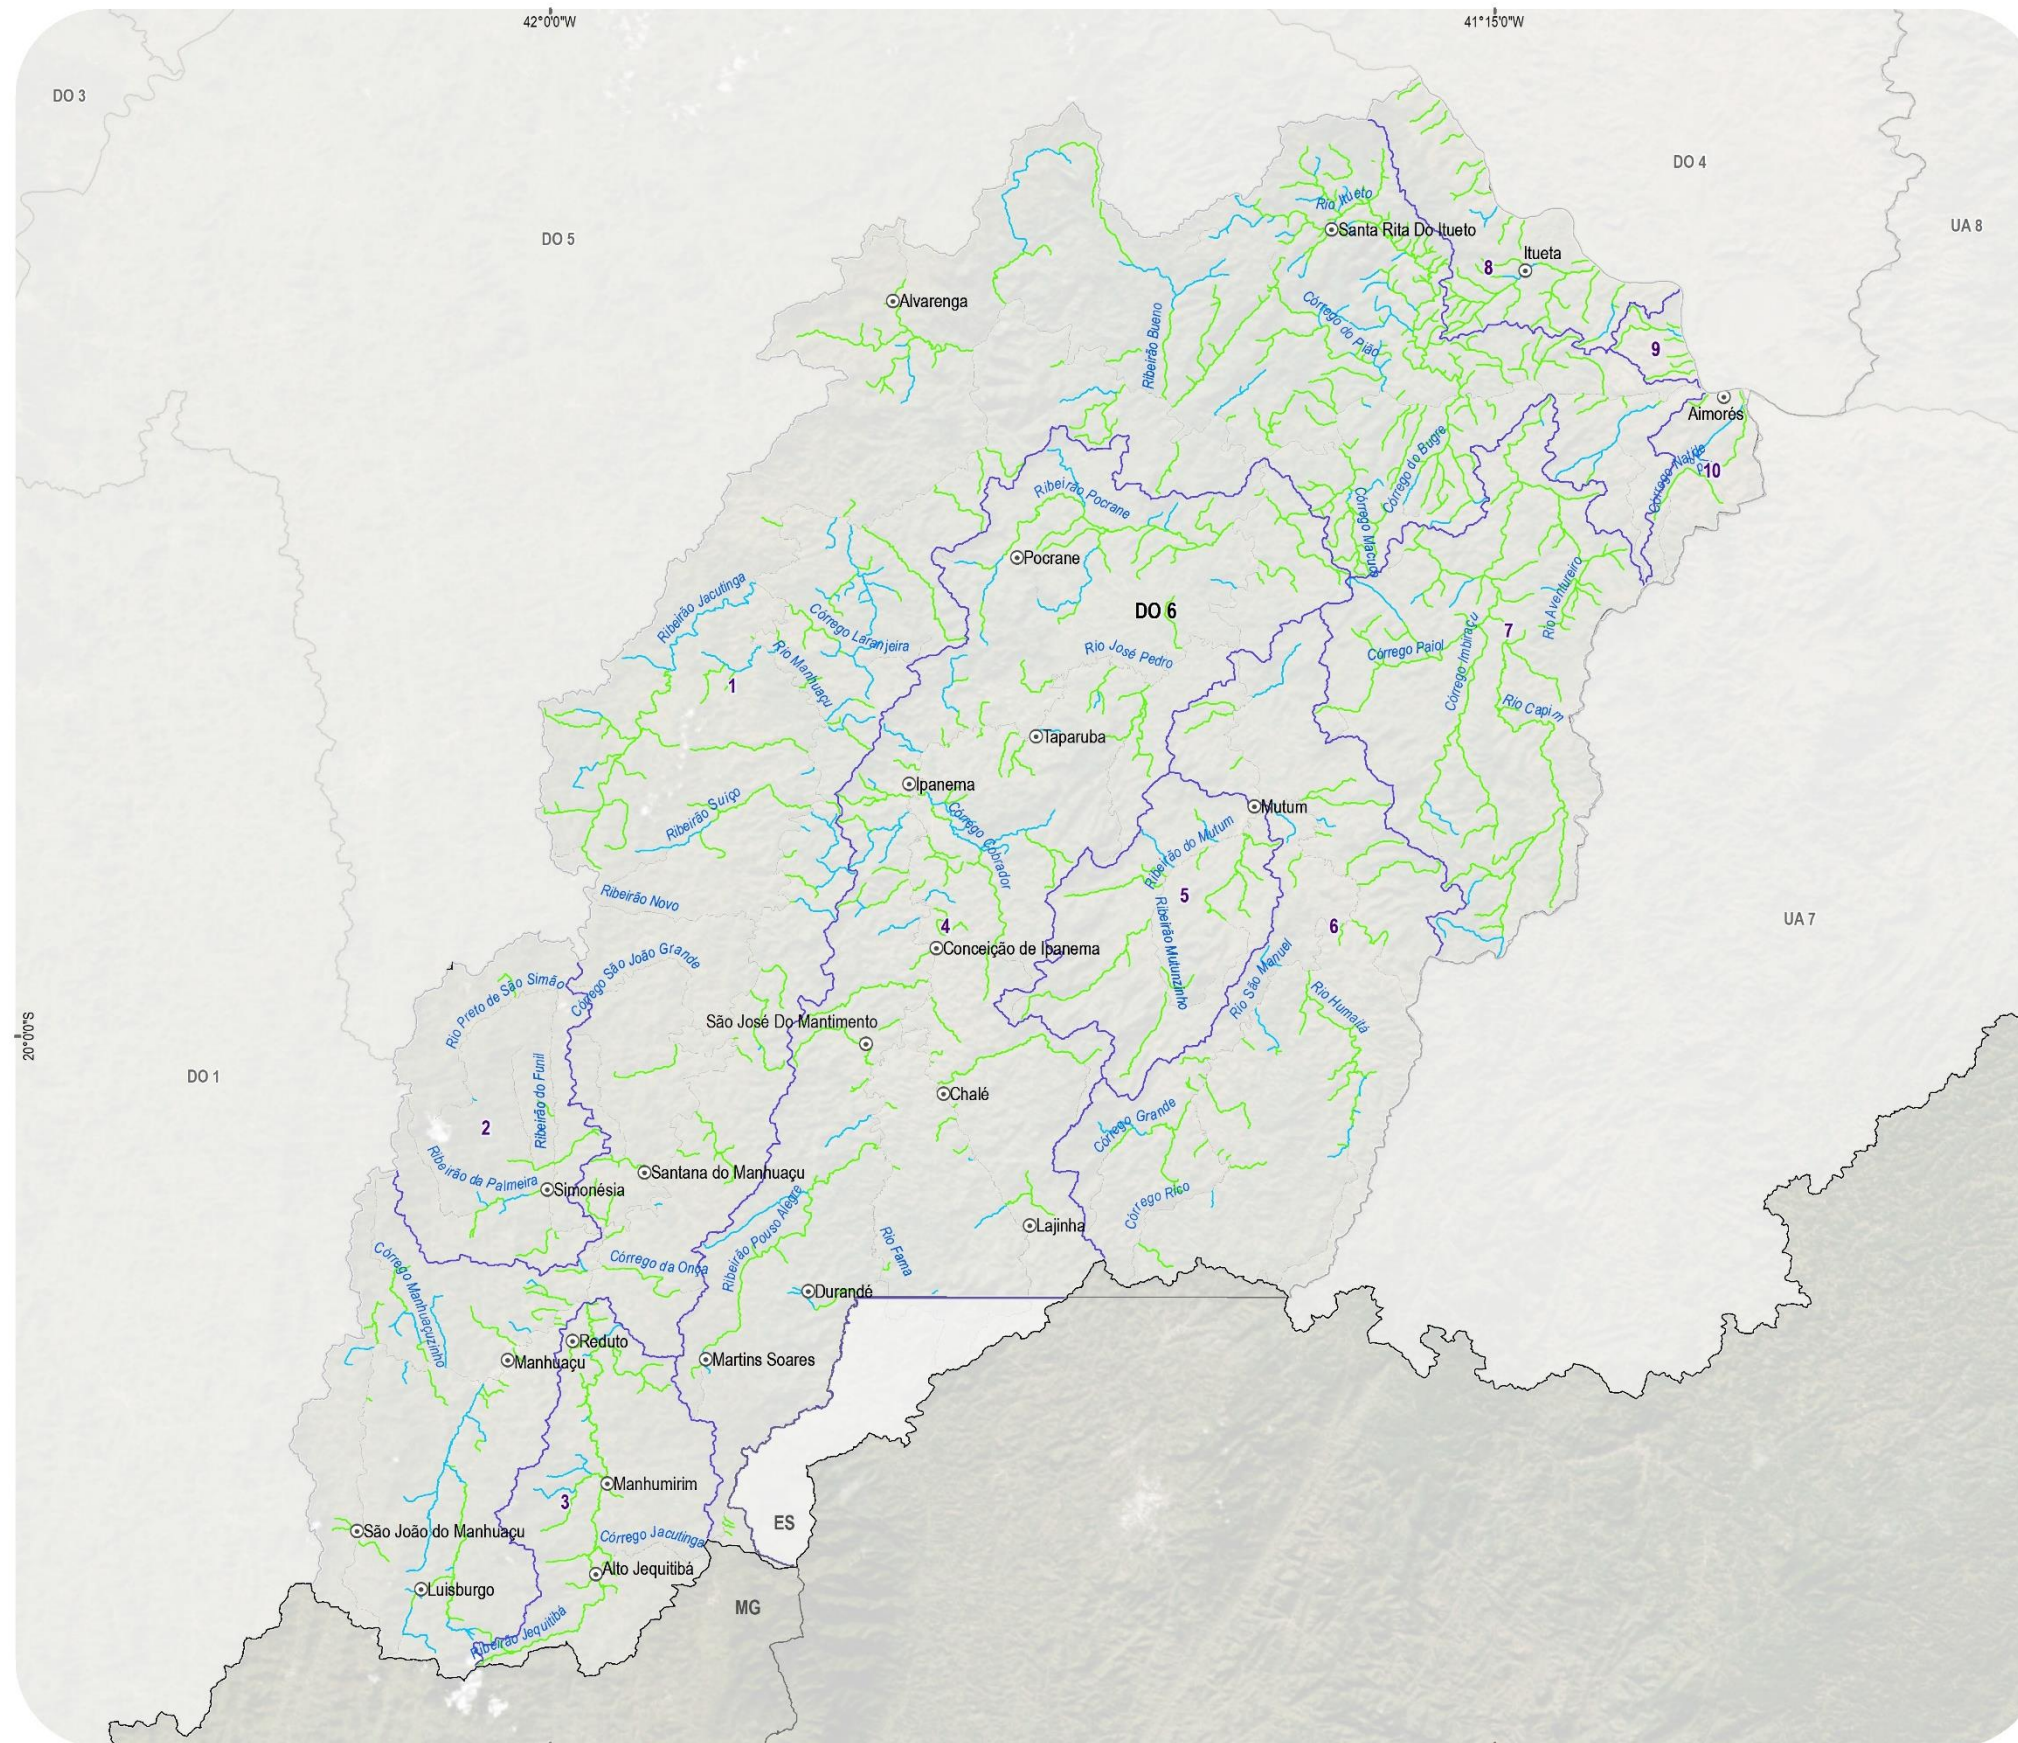 42°0'0"W
41°15'0"W
DO 3
DO 4
DO 5
UA 8
Rio Itueto
Santa Rita Do Itueto
Itueta
8
Alvarenga
Ribeirão Bueno
Córrego do Pião
9
Aimorés
Córrego do Bugre
10
Ribeirão Pocrane
Córrego Macuco
Pocrane
Ribeirão Jacutinga
DO 6
Córrego Laranjeira
Rio Aventureiro
7
Córrego Imbiraçu
Córrego Paiol
Rio José Pedro
Rio Manhuaçu
1
Rio Capim
Taparuba
Ipanema
Ribeirão Suíço
Mutum
Córrego Cobrador
Ribeirão do Mutum
5
Ribeirão Novo
UA 7
4
6
Conceição de Ipanema
Ribeirão Mutunzinho
Córrego São João Grande
Rio São Manuel
Rio Preto de São Simão
Rio Humaitá
São José Do Mantimento
20°0'0"S
DO 1
Ribeirão do Funil
Chalé
2
Córrego Grande
Santana do Manhuaçu
Ribeirão da Palmeira
Simonésia
Córrego Rico
Lajinha
Ribeirão Pouso Alegre
Rio Fama
Córrego da Onça
Córrego Manhuaçuzinho
Durandé
Reduto
Manhuaçu
Martins Soares
Manhumirim
3
ES
São João do Manhuaçu
Córrego Jacutinga
Alto Jequitibá
Luisburgo
MG
Ribeirão Jequitibá